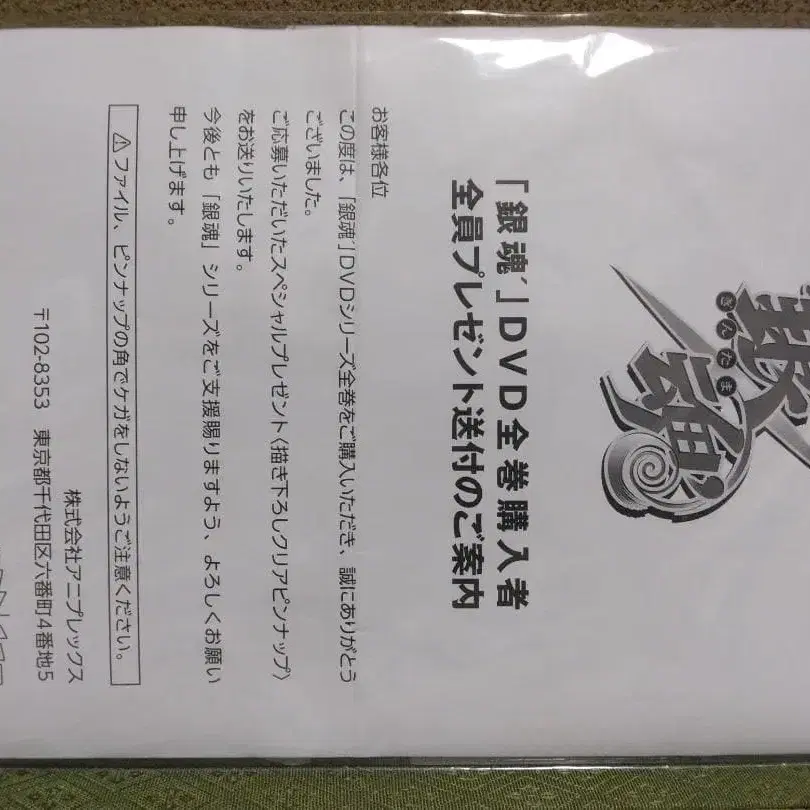 銀魂'
ぎんたま
「銀魂'」DVD全巻購入者
全員プレゼント送付のご案内
お客様各位
この度は、「銀魂'」DVDシリーズ全巻をご購入いただき、誠にありがとう
ございました。
ご応募いただいたスペシャルプレゼント〈描き下ろしクリアピンナップ〉
をお送りいたします。
今後とも「銀魂」シリーズをご支援賜りますよう、よろしくお願い
申し上げます。
⚠ファイル、ピンナップの角でケガをしないようご注意ください。
株式会社アニプレックス
〒102-8353 東京都千代田区六番町4番地5